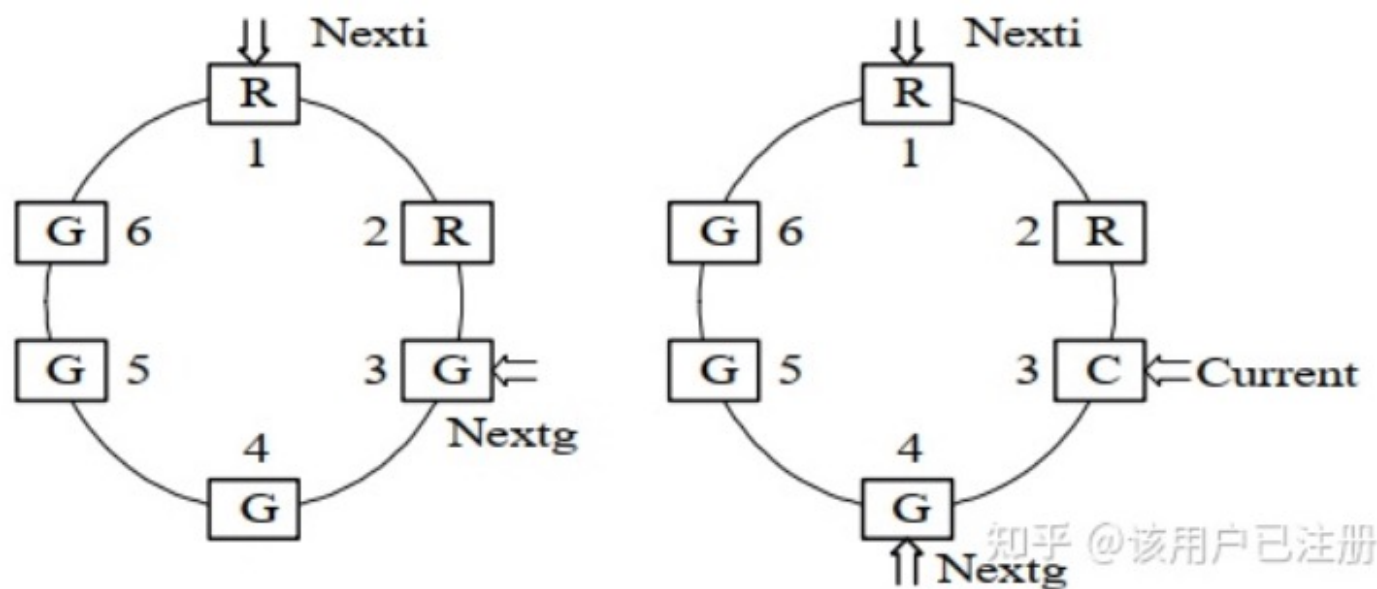 Nexti
R
1
G 6
2 R
G 5
3 G
Nextg
4
G
Nexti
R
1
G 6
2 R
G 5
3 C Current
4
G
Nextg
知乎 @该用户已注册